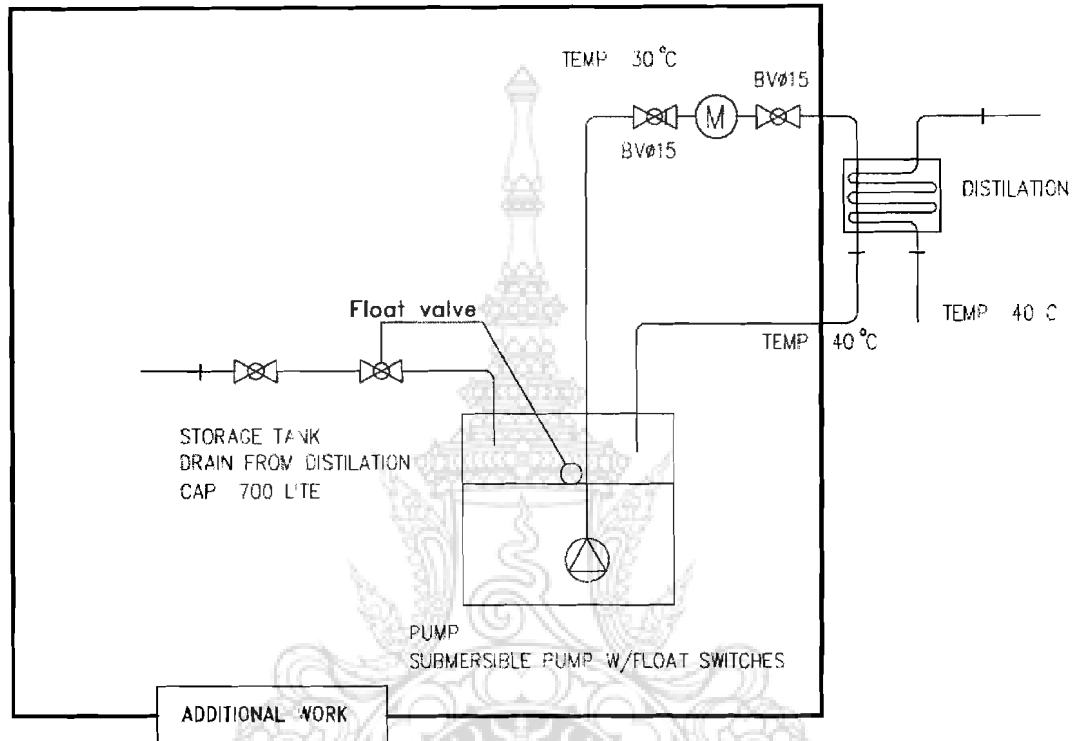 TEMP 30°C
BVø15
M
BVø15
DISTILATION
Float valve
TEMP 40 C
TEMP 40°C
STORAGE TANK
DRAIN FROM DISTILATION
CAP 700 LITE
PUMP
SUBMERSIBLE PUMP W/FLOAT SWITCHES
ADDITIONAL WORK